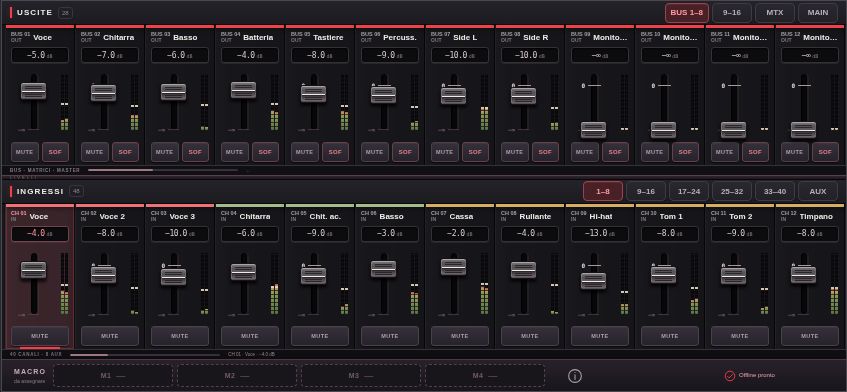 USCITE 28 BUS 1–8 9–16 MTX MAIN
BUS 01 OUT Voce BUS 02 OUT Chitarra BUS 03 OUT Basso BUS 04 OUT Batteria BUS 05 OUT Tastiere BUS 06 OUT Percuss. BUS 07 OUT Side L BUS 08 OUT Side R BUS 09 OUT Monito… BUS 10 OUT Monito… BUS 11 OUT Monito… BUS 12 OUT Monito…
−5.0 dB −7.0 dB −6.0 dB −4.0 dB −8.0 dB −9.0 dB −10.0 dB −10.0 dB −∞ dB −∞ dB −∞ dB −∞ dB
0 0 0 0
MUTE SOF MUTE SOF MUTE SOF MUTE SOF MUTE SOF MUTE SOF MUTE SOF MUTE SOF MUTE SOF MUTE SOF MUTE SOF MUTE SOF
BUS · MATRICI · MASTER
INGRESSI 48 1–8 9–16 17–24 25–32 33–40 AUX
CH 01 IN Voce CH 02 IN Voce 2 CH 03 IN Voce 3 CH 04 IN Chitarra CH 05 IN Chit. ac. CH 06 IN Basso CH 07 IN Cassa CH 08 IN Rullante CH 09 IN Hi-hat CH 10 IN Tom 1 CH 11 IN Tom 2 CH 12 IN Timpano
−4.0 dB −8.0 dB −10.0 dB −6.0 dB −9.0 dB −3.0 dB −2.0 dB −4.0 dB −13.0 dB −8.0 dB −9.0 dB −8.0 dB
MUTE MUTE MUTE MUTE MUTE MUTE MUTE MUTE MUTE MUTE MUTE MUTE
40 CANALI · 8 AUX CH 01 · Voce · −4.0 dB
MACRO M1 — M2 — M3 — M4 — i Offline pronto
da assegnare